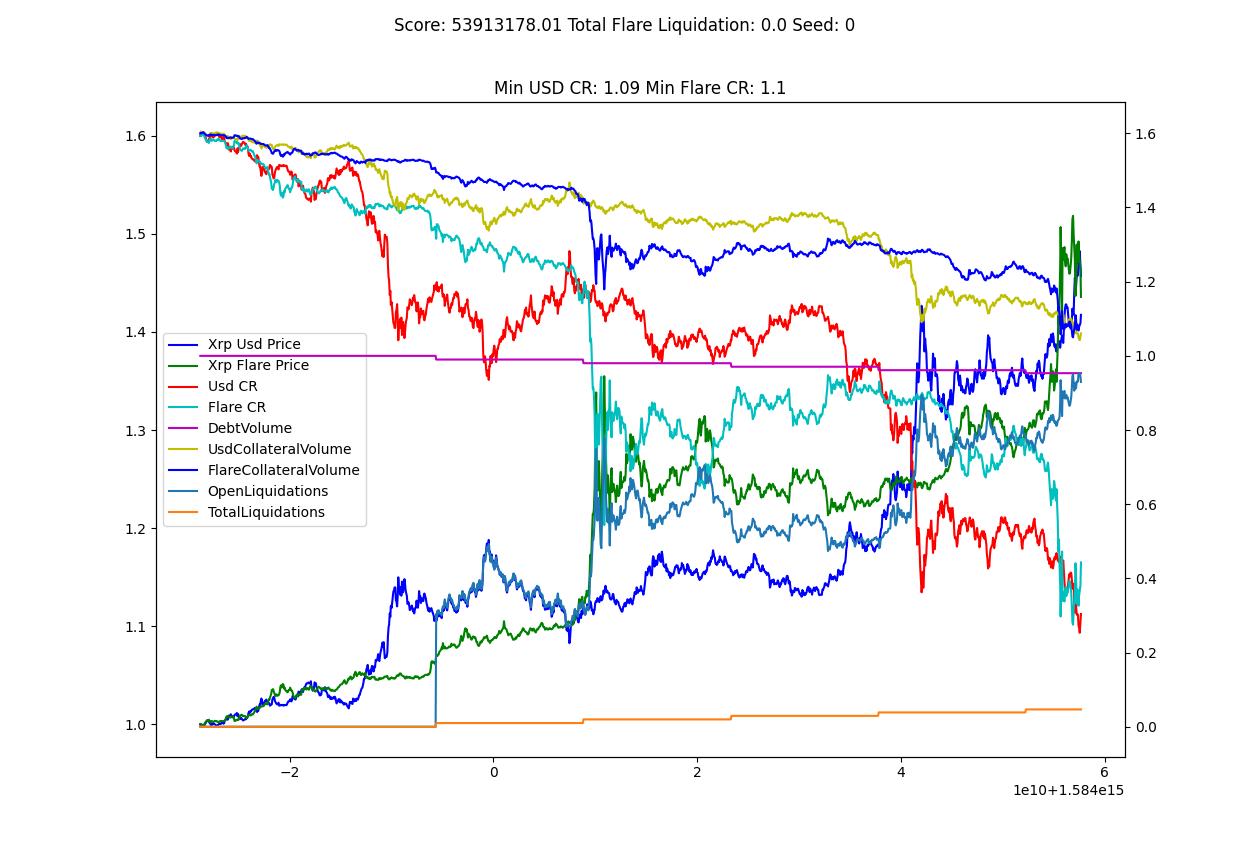 Score: 53913178.01 Total Flare Liquidation: 0.0 Seed: 0
Min USD CR: 1.09 Min Flare CR: 1.1
1.6
1.5
1.4
1.3
1.2
1.1
1.0
Xrp Usd Price
Xrp Flare Price
Usd CR
Flare CR
DebtVolume
UsdCollateralVolume
FlareCollateralVolume
OpenLiquidations
TotalLiquidations
1.6
1.4
1.2
1.0
0.8
0.6
0.4
0.2
0.0
−2
0
2
4
6
1e10+1.584e15